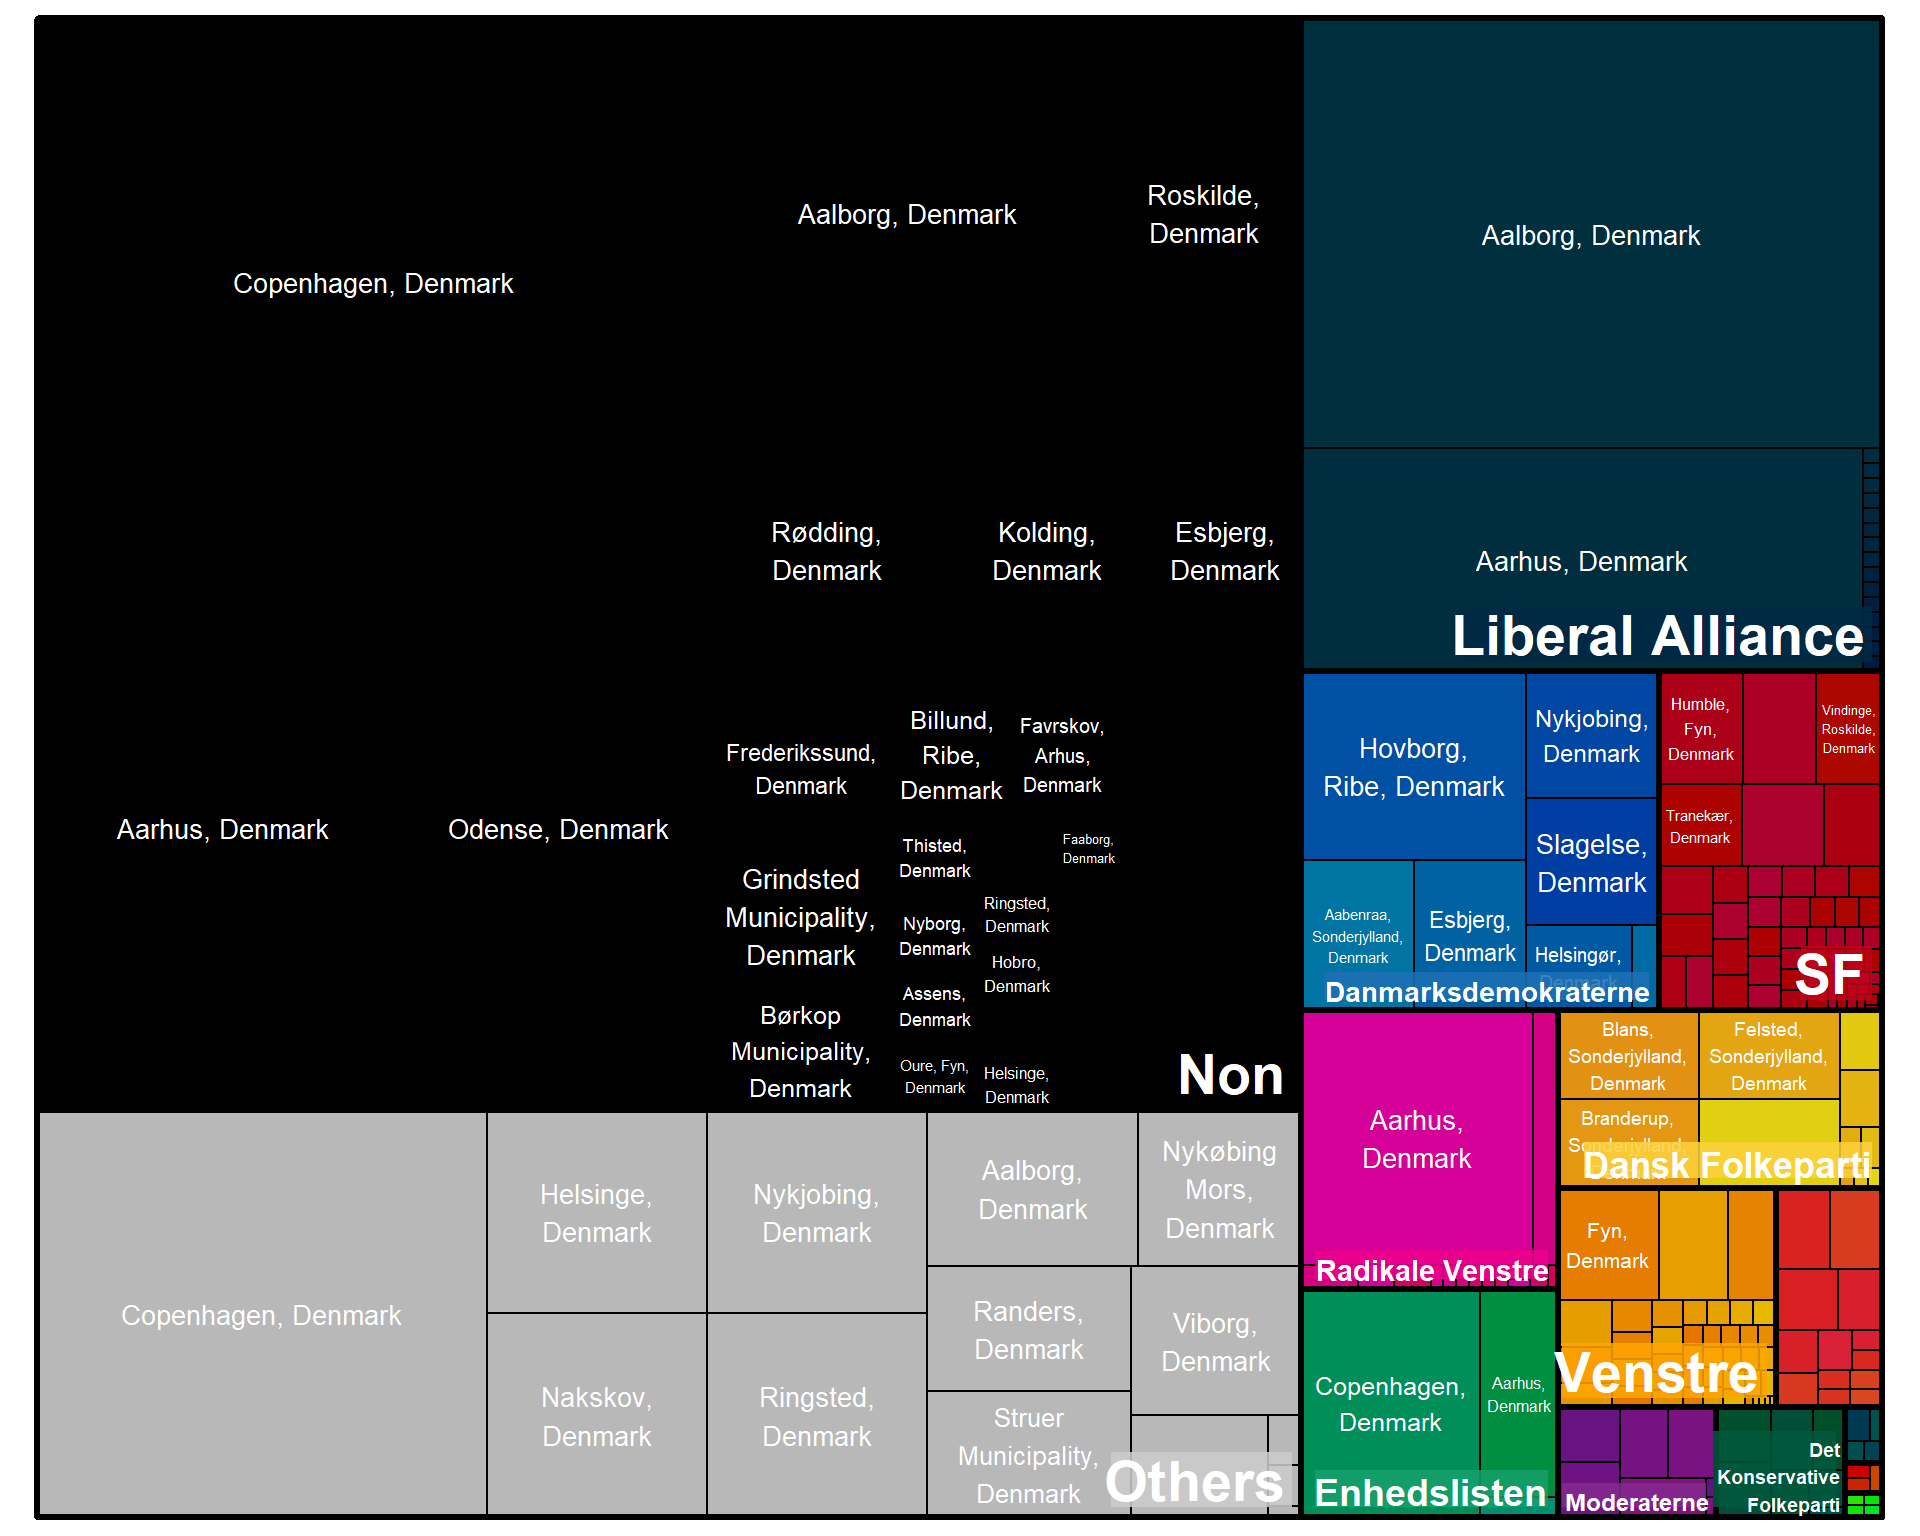 Copenhagen, Denmark
Aalborg, Denmark
Roskilde,
Denmark
Rødding,
Denmark
Kolding,
Denmark
Esbjerg,
Denmark
Aarhus, Denmark
Odense, Denmark
Frederikssund,
Denmark
Billund,
Ribe,
Denmark
Favrskov,
Arhus,
Denmark
Grindsted
Municipality,
Denmark
Thisted,
Denmark
Faaborg,
Denmark
Nyborg,
Denmark
Ringsted,
Denmark
Hobro,
Denmark
Børkop
Municipality,
Denmark
Assens,
Denmark
Oure, Fyn,
Denmark
Helsinge,
Denmark
Non
Copenhagen, Denmark
Helsinge,
Denmark
Nykjobing,
Denmark
Nakskov,
Denmark
Ringsted,
Denmark
Aalborg,
Denmark
Nykøbing
Mors,
Denmark
Randers,
Denmark
Viborg,
Denmark
Struer
Municipality,
Denmark
Others
Aalborg, Denmark
Aarhus, Denmark
Liberal Alliance
Hovborg,
Ribe, Denmark
Nykjobing,
Denmark
Slagelse,
Denmark
Aabenraa,
Sonderjylland,
Denmark
Esbjerg,
Denmark
Helsingør,
Denmark
Danmarksdemokraterne
Humble,
Fyn,
Denmark
Vindinge,
Roskilde,
Denmark
Tranekær,
Denmark
SF
Aarhus,
Denmark
Radikale Venstre
Blans,
Sonderjylland,
Denmark
Felsted,
Sonderjylland,
Denmark
Branderup,
Sonderjylland,
Denmark
Dansk Folkeparti
Fyn,
Denmark
Venstre
Copenhagen,
Denmark
Aarhus,
Denmark
Enhedslisten
Moderaterne
Det
Konservative
Folkeparti